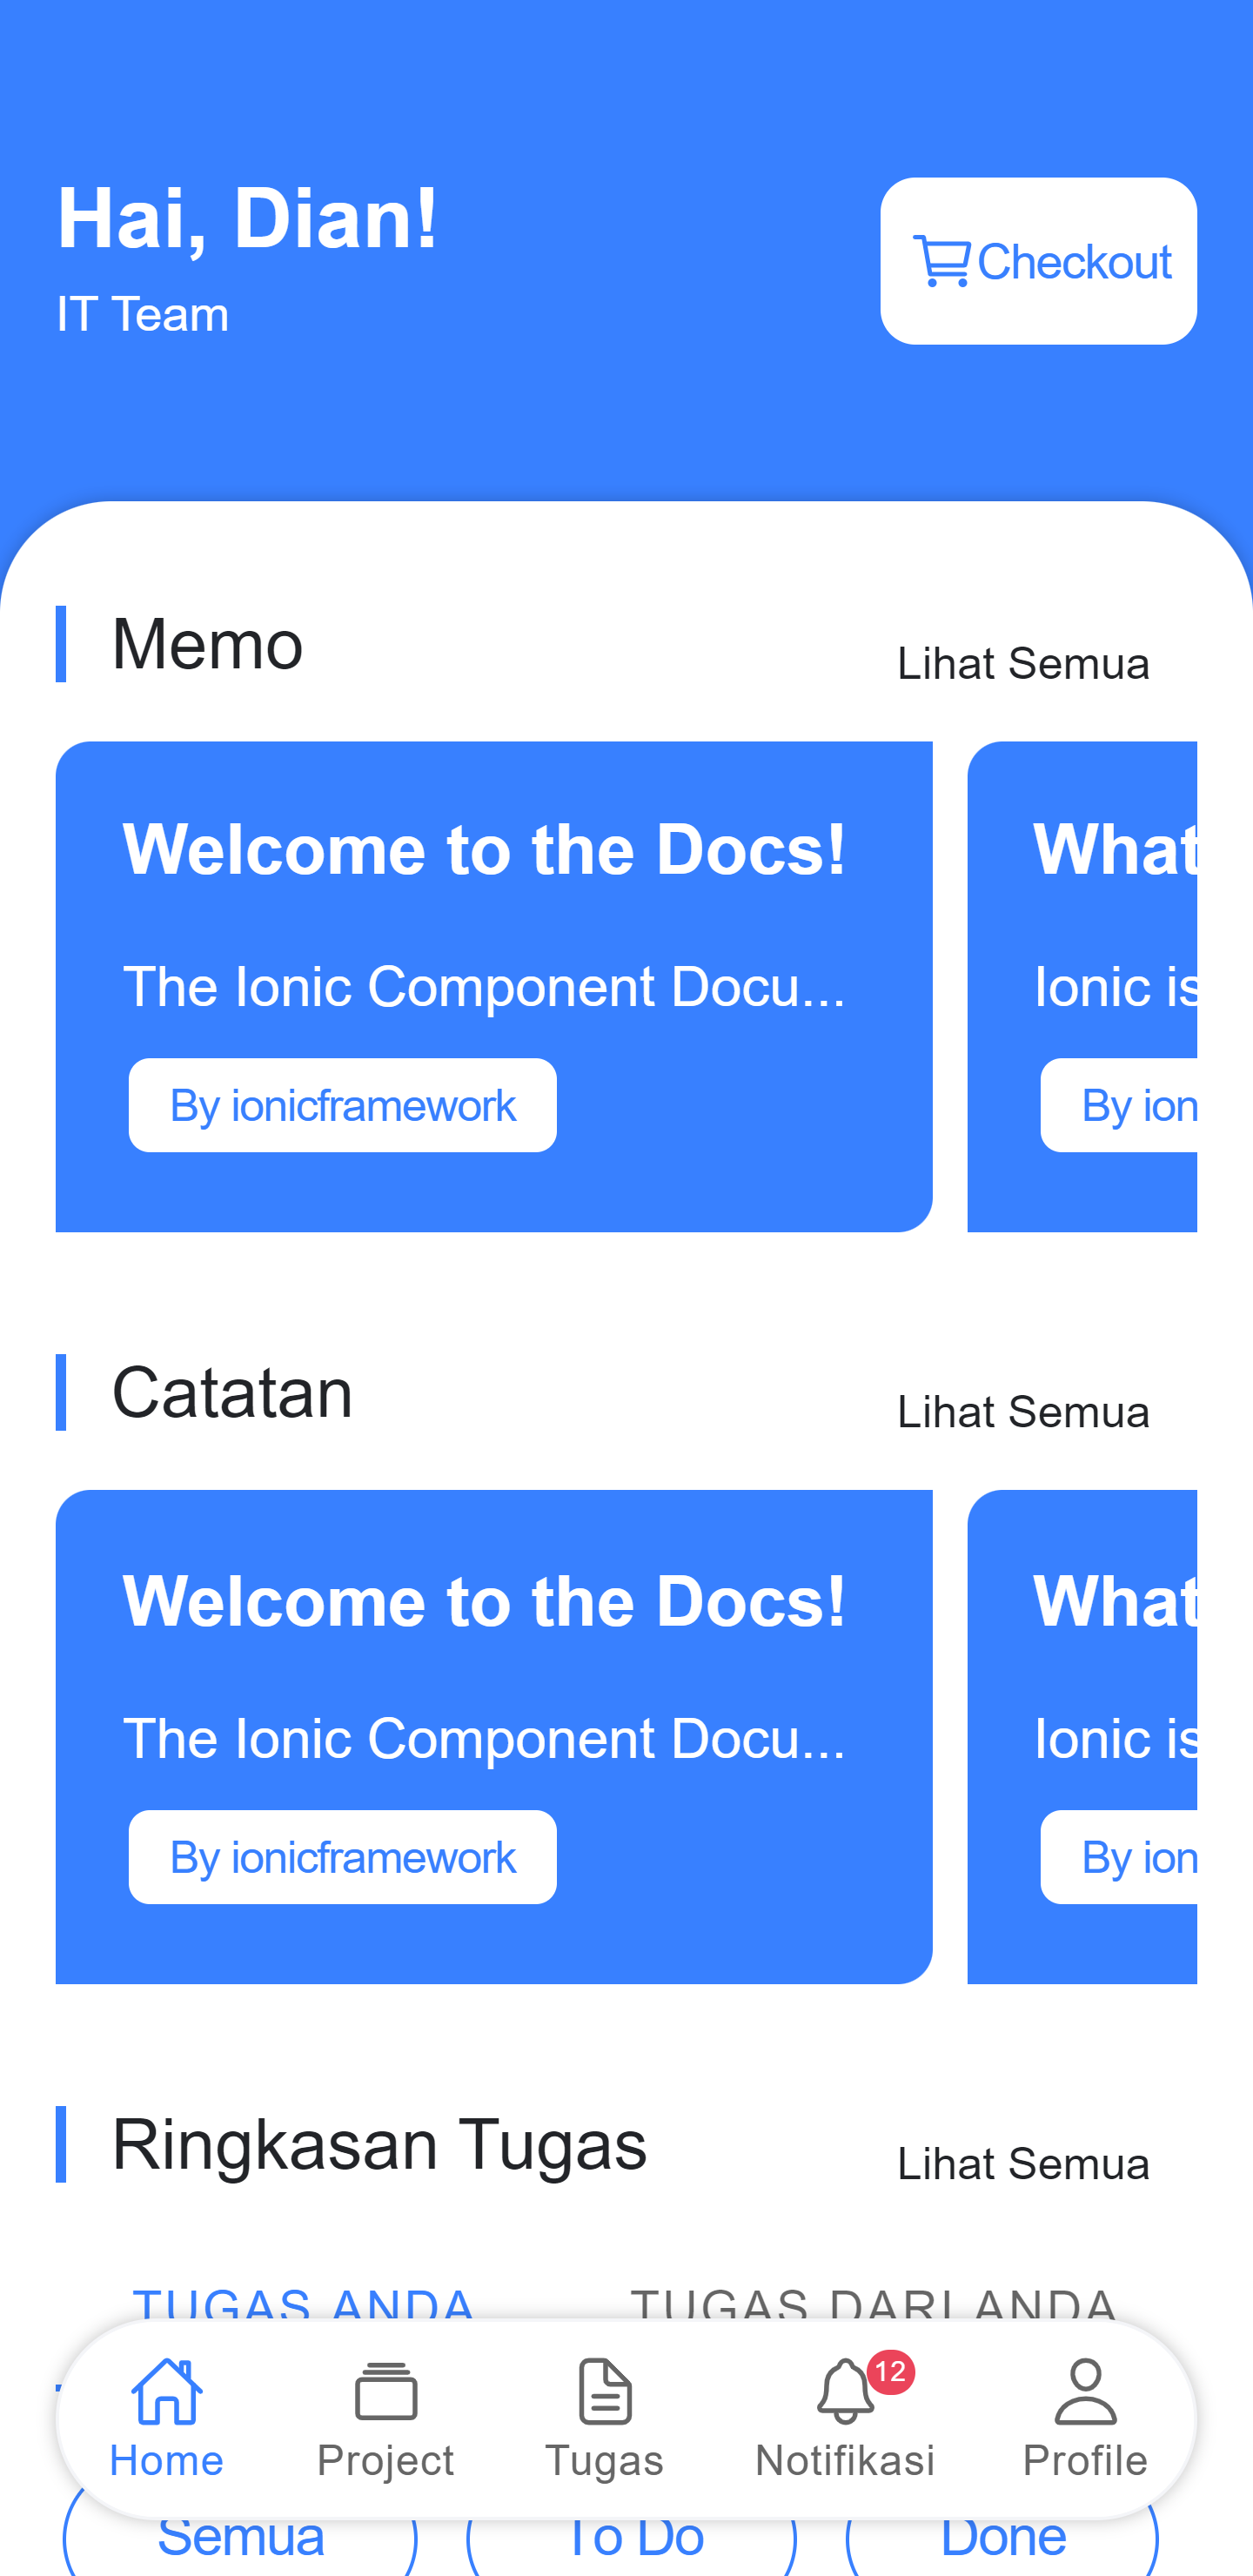 Hai, Dian!
IT Team
Checkout
Memo
Lihat Semua
Welcome to the Docs!
The Ionic Component Docu...
By ionicframework
What
Ionic is
By ion
Catatan
Lihat Semua
Welcome to the Docs!
The Ionic Component Docu...
By ionicframework
What
Ionic is
By ion
Ringkasan Tugas
Lihat Semua
TUGAS ANDA
TUGAS DARI ANDA
12
Home
Project
Tugas
Notifikasi
Profile
Semua
To Do
Done